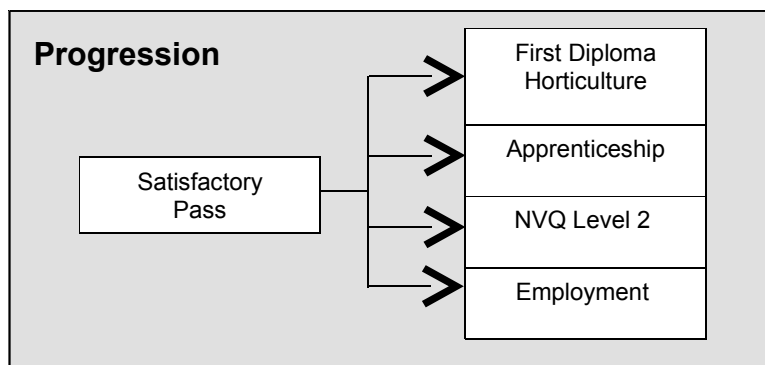 Progression
Satisfactory
Pass
First Diploma
Horticulture
Apprenticeship
NVQ Level 2
Employment